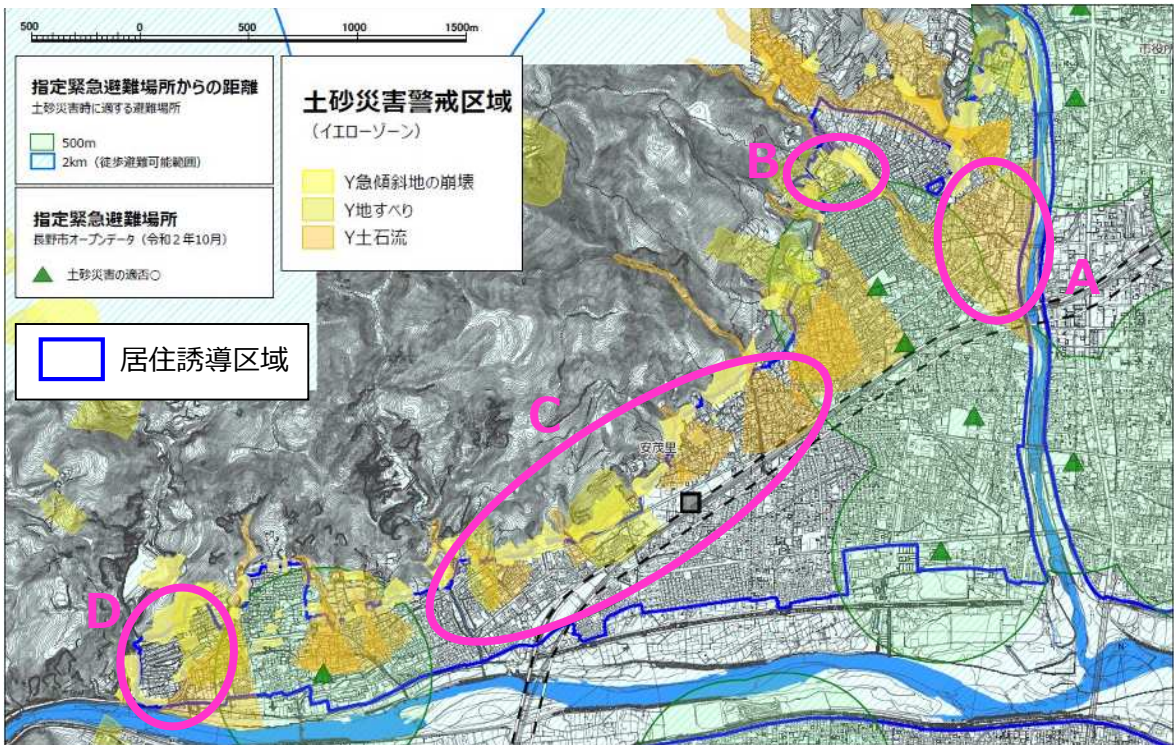 500 0 500 1000 1500m
指定緊急避難場所からの距離
土砂災害時に適する避難場所
500m
2km（徒歩避難可能範囲）
指定緊急避難場所
長野市オープンデータ（令和２年10月）
土砂災害の適否○
土砂災害警戒区域
（イエローゾーン）
Y急傾斜地の崩壊
Y地すべり
Y土石流
居住誘導区域
市役所
B
A
C
安茂里
D